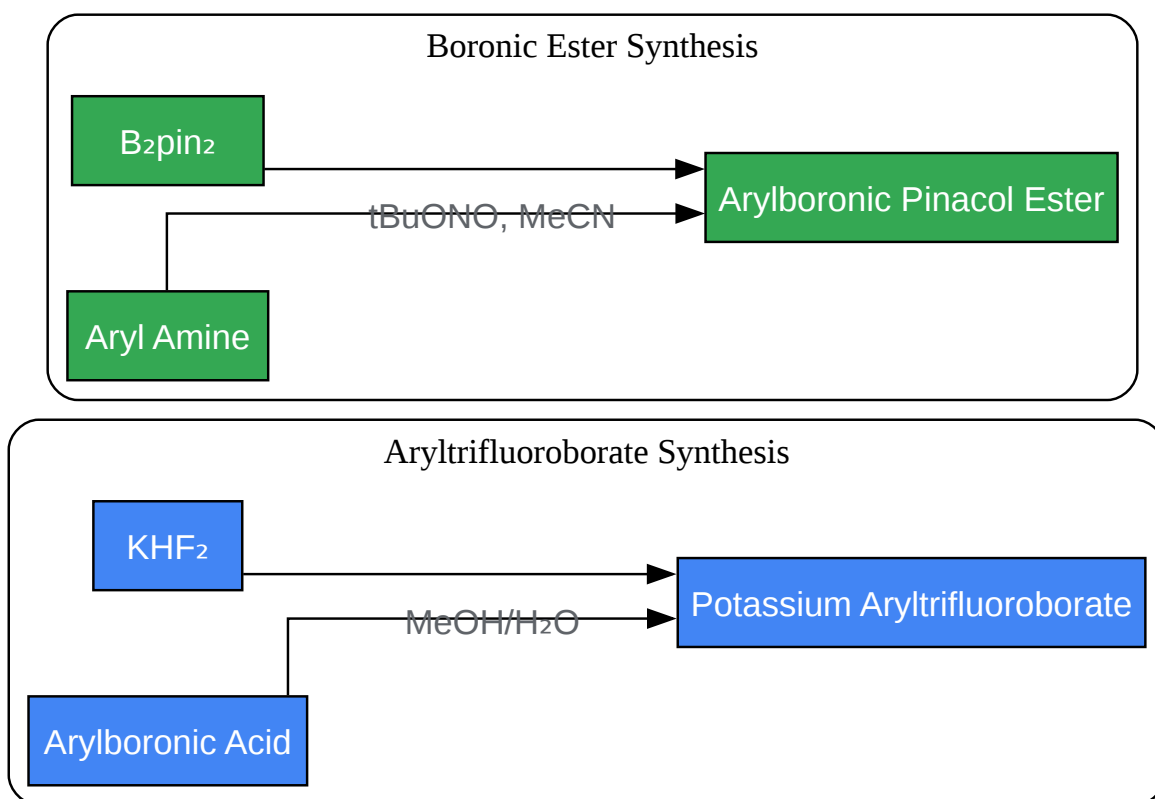 Boronic Ester Synthesis
B₂pin₂
Arylboronic Pinacol Ester
tBuONO, MeCN
Aryl Amine
Aryltrifluoroborate Synthesis
KHF₂
Potassium Aryltrifluoroborate
MeOH/H₂O
Arylboronic Acid